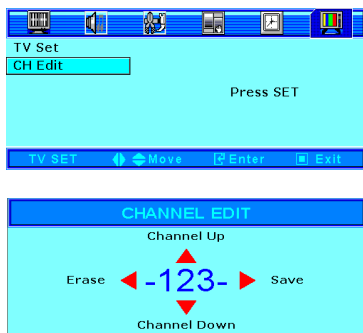 TV Set
CH Edit
Press SET
TV SET Move Enter Exit
CHANNEL EDIT
Channel Up
Erase -123- Save
Channel Down